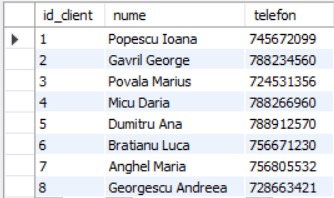 id_client nume telefon
1 Popescu Ioana 745672099
2 Gavril George 788234560
3 Povala Marius 724531356
4 Micu Daria 788266960
5 Dumitru Ana 788912570
6 Bratianu Luca 756671230
7 Anghel Maria 756805532
8 Georgescu Andreea 728663421